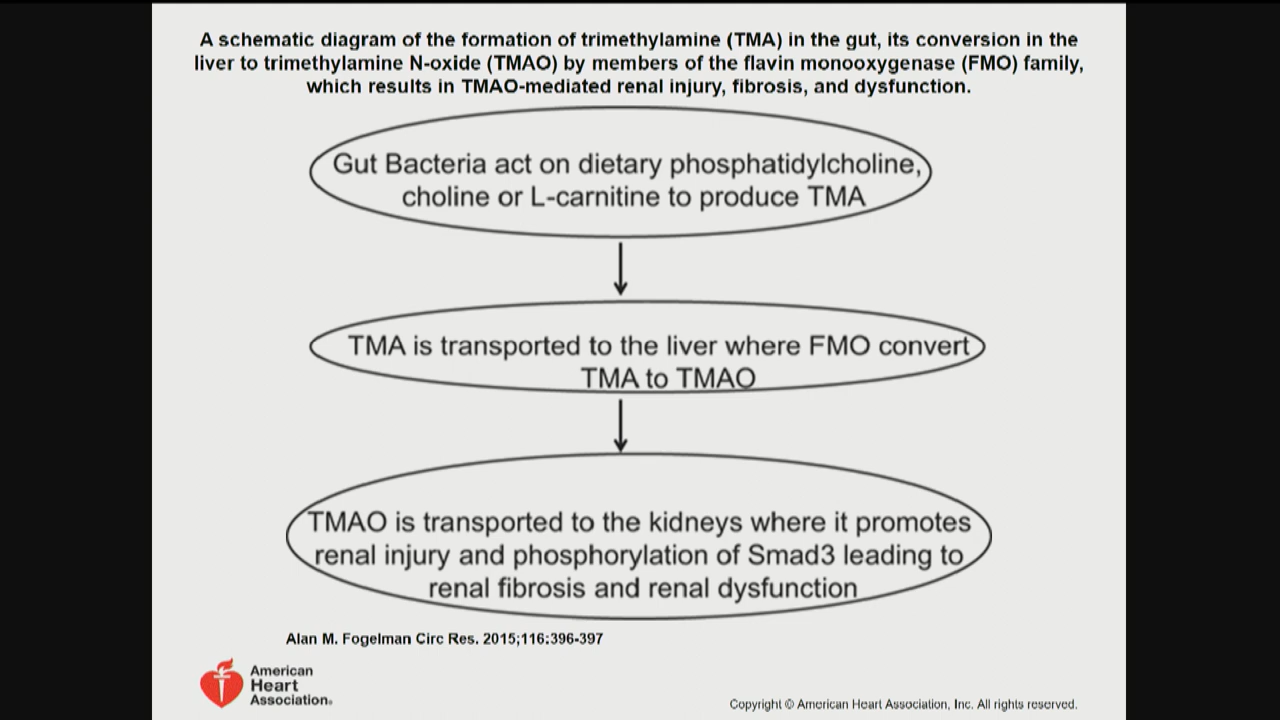 A schematic diagram of the formation of trimethylamine (TMA) in the gut, its conversion in the
liver to trimethylamine N-oxide (TMAO) by members of the flavin monooxygenase (FMO) family,
which results in TMAO-mediated renal injury, fibrosis, and dysfunction.
Gut Bacteria act on dietary phosphatidylcholine,
choline or L-carnitine to produce TMA
TMA is transported to the liver where FMO convert
TMA to TMAO
TMAO is transported to the kidneys where it promotes
renal injury and phosphorylation of Smad3 leading to
renal fibrosis and renal dysfunction
Alan M. Fogelman Circ Res. 2015;116:396-397
American
Heart
Association®
Copyright © American Heart Association, Inc. All rights reserved.